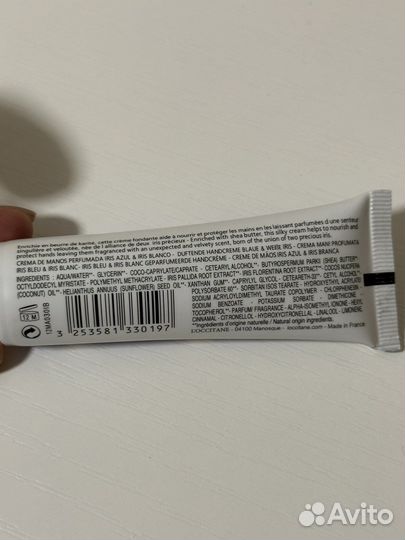 Enrichie en beurre de karité, cette crème fondante aide à nourrir et protéger les mains en les laissant parfumées d'une senteur
singulière et veloutée, née de l'alliance de deux iris précieux - Enriched with shea butter, this silky cream helps to nourish and
protect hands leaving them fragranced with an unexpected and velvety scent, born of the union of two precious iris.
CREMA DE MANOS PERFUMADA IRIS AZUL & IRIS BLANCO - DUFTENDE HANDCREME BLAUE & WEIße IRIS - CREMA MANI PROFUMATA
IRIS BLEU & IRIS BLANC - IRIS BLEU & IRIS BLANC GEPARFUMEERDE HANDCRÈME - CREME DE MÃOS IRIS AZUL & IRIS BRANCA
INGREDIENTS : AQUA/WATER** - GLYCERIN** - COCO-CAPRYLATE/CAPRATE - CETEARYL ALCOHOL** - BUTYROSPERMUM PARKII (SHEA) BUTTER** -
OCTYLDODECYL MYRISTATE - POLYMETHYL METHACRYLATE - IRIS PALLIDA ROOT EXTRACT** - IRIS FLORENTINA ROOT EXTRACT** - COCOS NUCIFERA
(COCONUT) OIL** - HELIANTHUS ANNUUS (SUNFLOWER) SEED OIL** - XANTHAN GUM** - CAPRYLYL GLYCOL - CETEARETH-33** - CETYL ALCOHOL** -
POLYSORBATE 60** - SORBITAN ISOSTEARATE - HYDROXYETHYL ACRYLATE/
SODIUM ACRYLOYLDIMETHYL TAURATE COPOLYMER - CHLORPHENESIN
- SODIUM BENZOATE - POTASSIUM SORBATE - DIMETHICONE -
TOCOPHEROL** - PARFUM/FRAGRANCE - ALPHA-ISOMETHYL IONONE - HEXYL
CINNAMAL - CITRONELLOL - HYDROXYCITRONELLAL - LINALOOL - LIMONENE
**Ingrédients d'origine naturelle / Natural origin ingredients.
L'OCCITANE - 04100 Manosque - loccitane.com - Made in France
12 M
13MA0300B
3 253581 330197
Avito